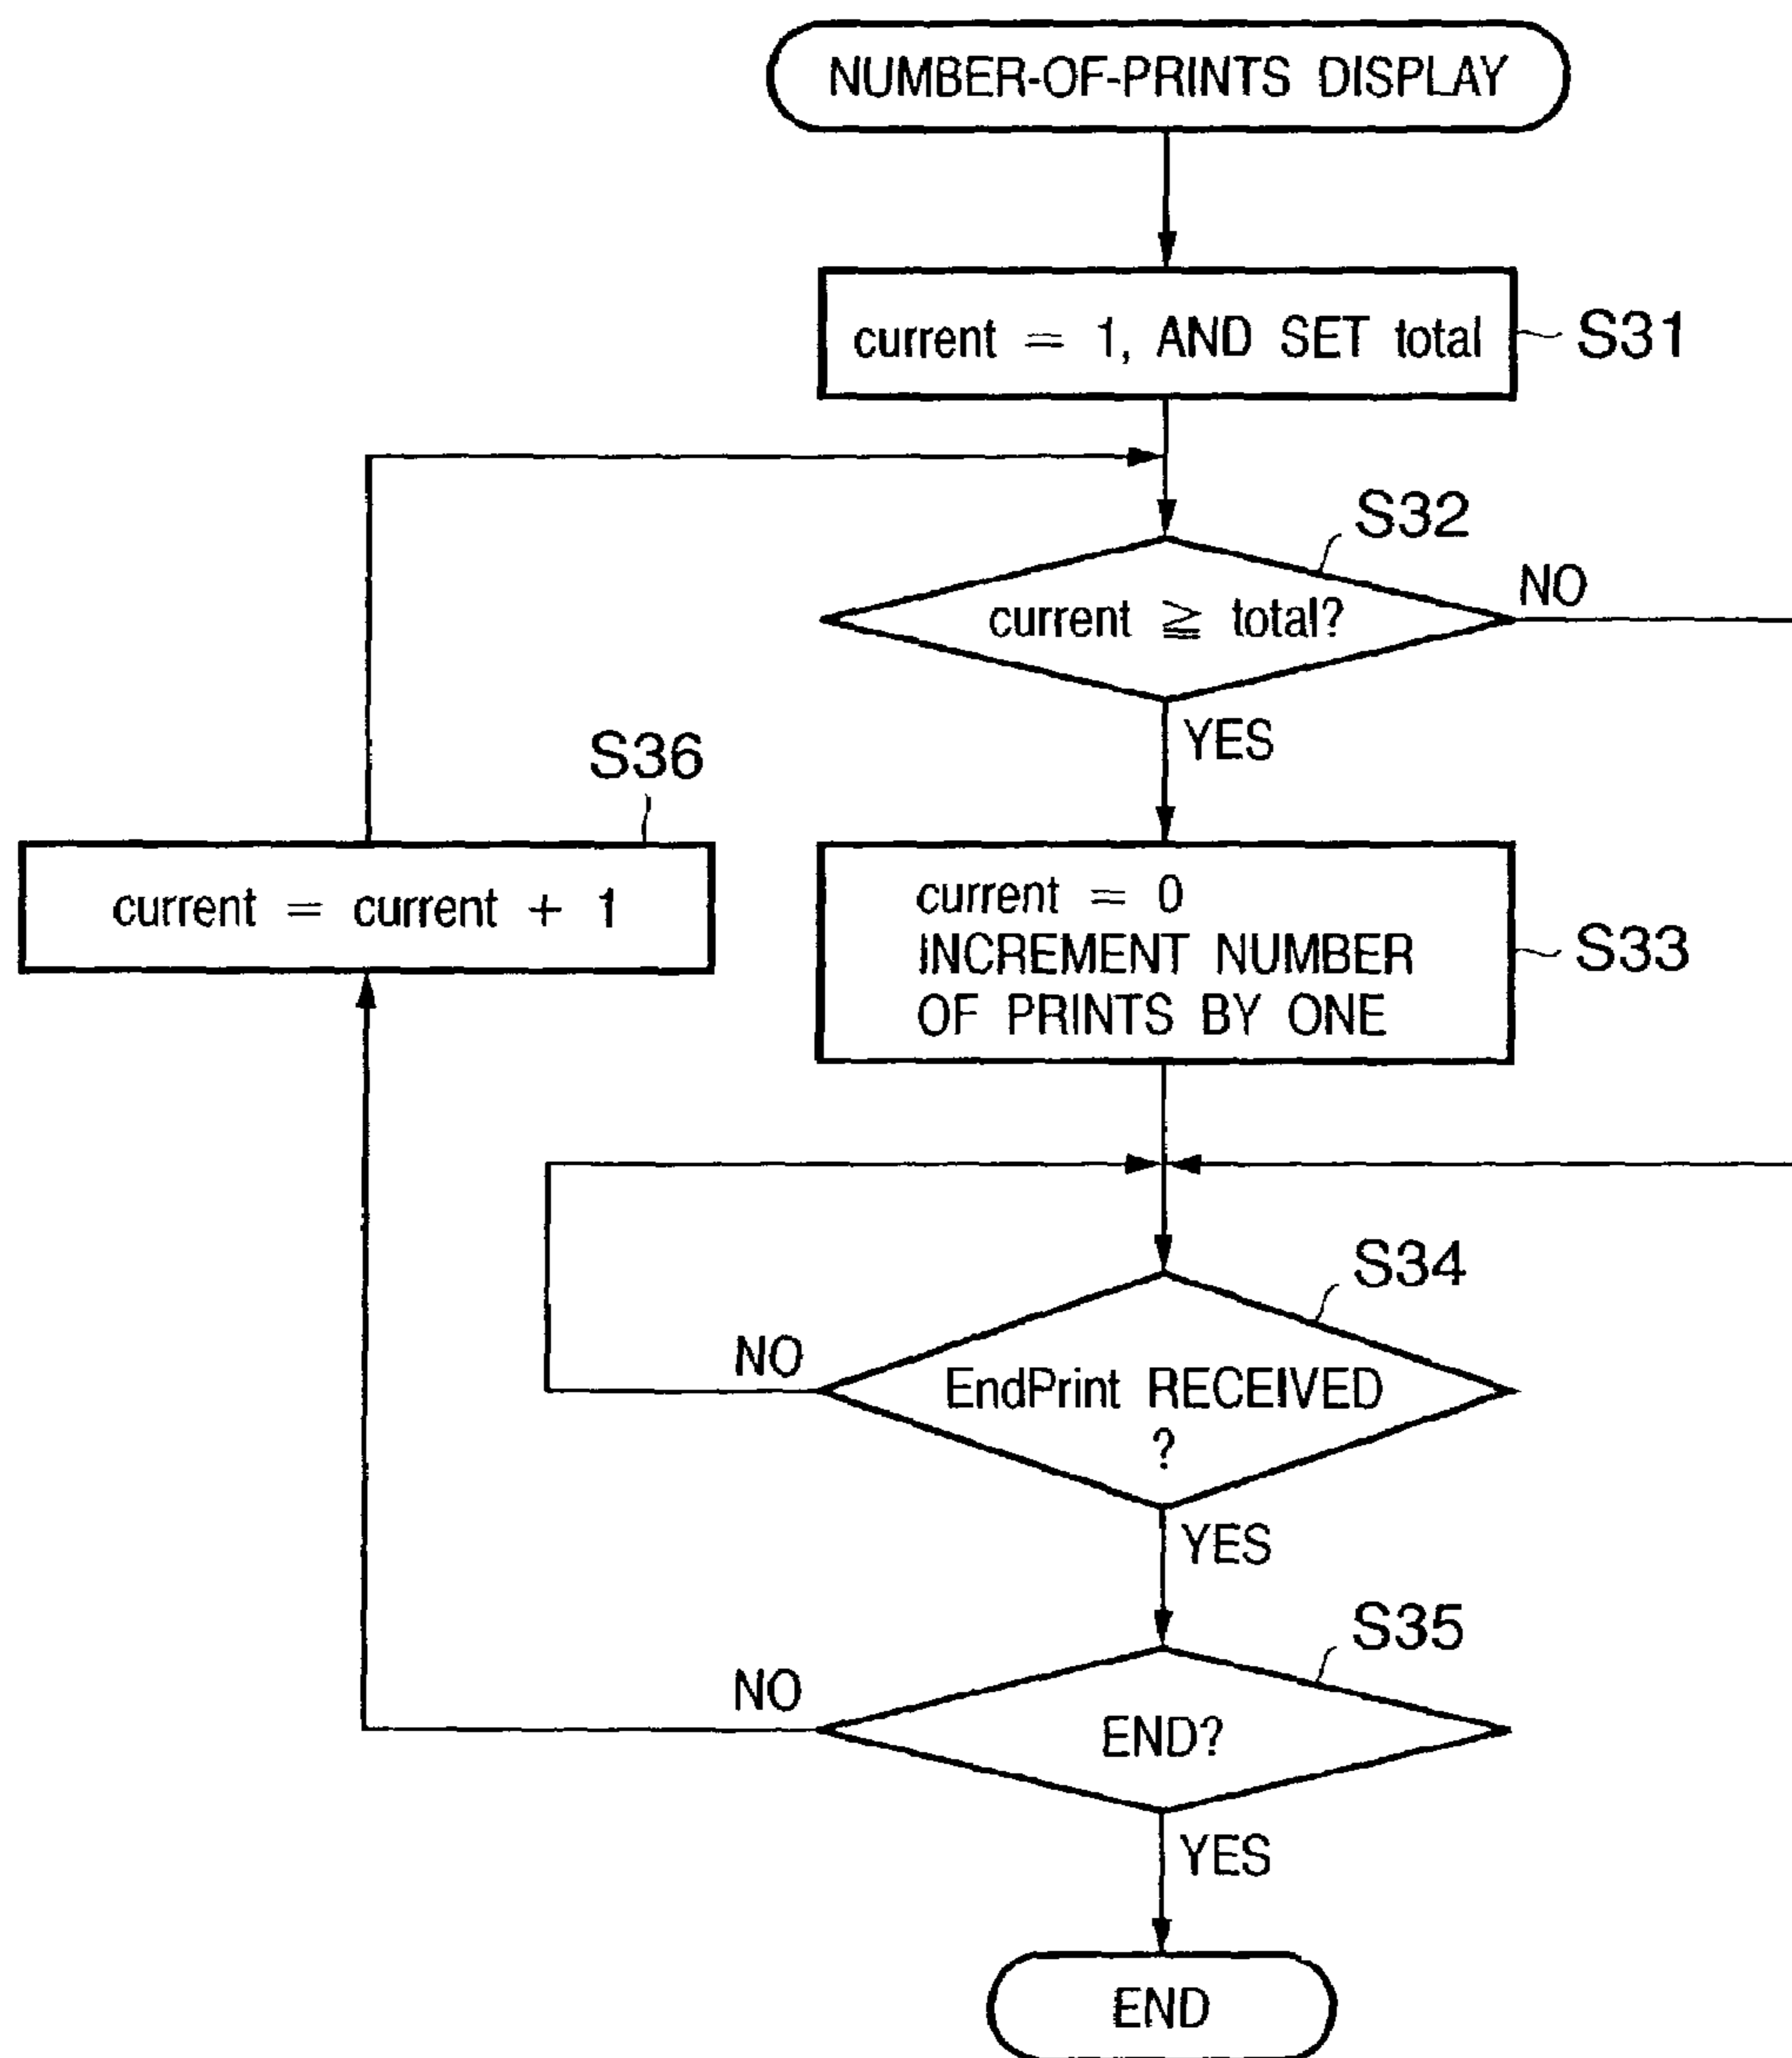 NUMBER-OF-PRINTS DISPLAY
current = 1, AND SET total
S31
S32
current ≧ total?
NO
YES
S36
current = current + 1
current = 0
INCREMENT NUMBER
OF PRINTS BY ONE
S33
S34
NO
EndPrint RECEIVED
?
YES
S35
NO
END?
YES
END